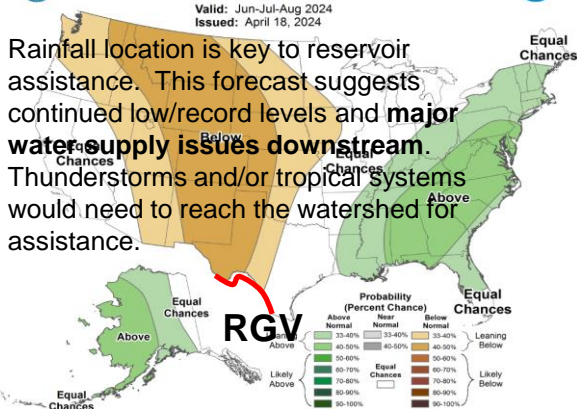 Valid: Jun-Jul-Aug 2024
Issued: April 18, 2024
Rainfall location is key to reservoir
assistance. This forecast suggests
continued low/record levels and major
water supply issues downstream.
Thunderstorms and/or tropical systems
would need to reach the watershed for
assistance.
Equal
Chances
Below
Equal
Chances
Equal
Chances
Above
Equal
Chances
Above
Equal
Chances
Equal
Chances
RGV
Probability
(Percent Chance)
Above Normal
Near Normal
Below Normal
Leaning Above
33-40% 33-40% 33-40%
40-50% 40-50% 40-50%
Leaning Below
50-60% 50-60%
Likely Above
60-70% 60-70%
70-80% 70-80%
80-90% 80-90%
90-100% 90-100%
Likely Below
Equal Chances